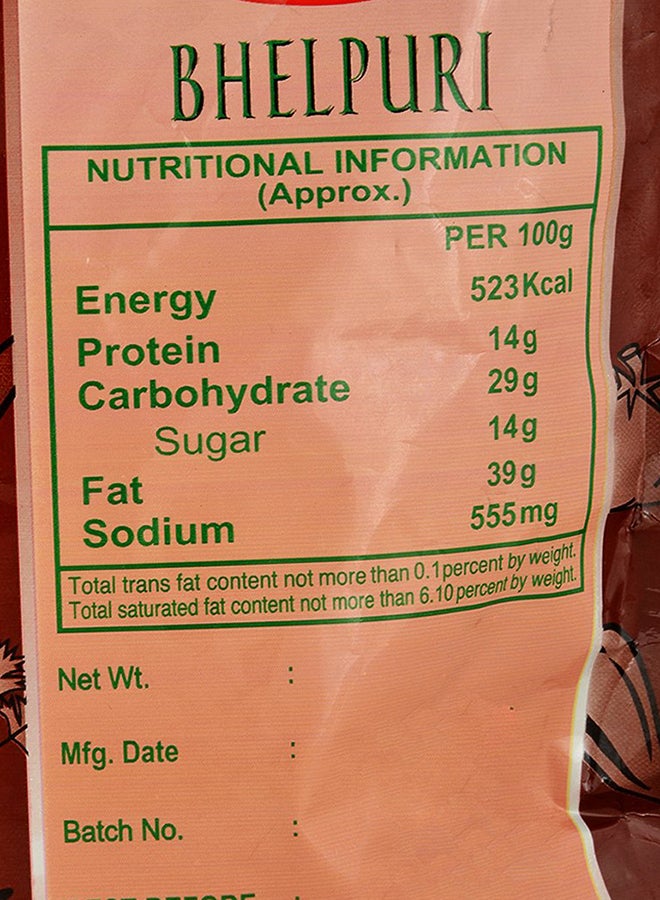 BHELPURI
NUTRITIONAL INFORMATION
(Approx.)
PER 100g
Energy 523Kcal
Protein 14g
Carbohydrate 29g
Sugar 14g
Fat 39g
Sodium 555mg
Total trans fat content not more than 0.1percent by weight.
Total saturated fat content not more than 6.10percent by weight.
Net Wt. :
Mfg. Date :
Batch No. :